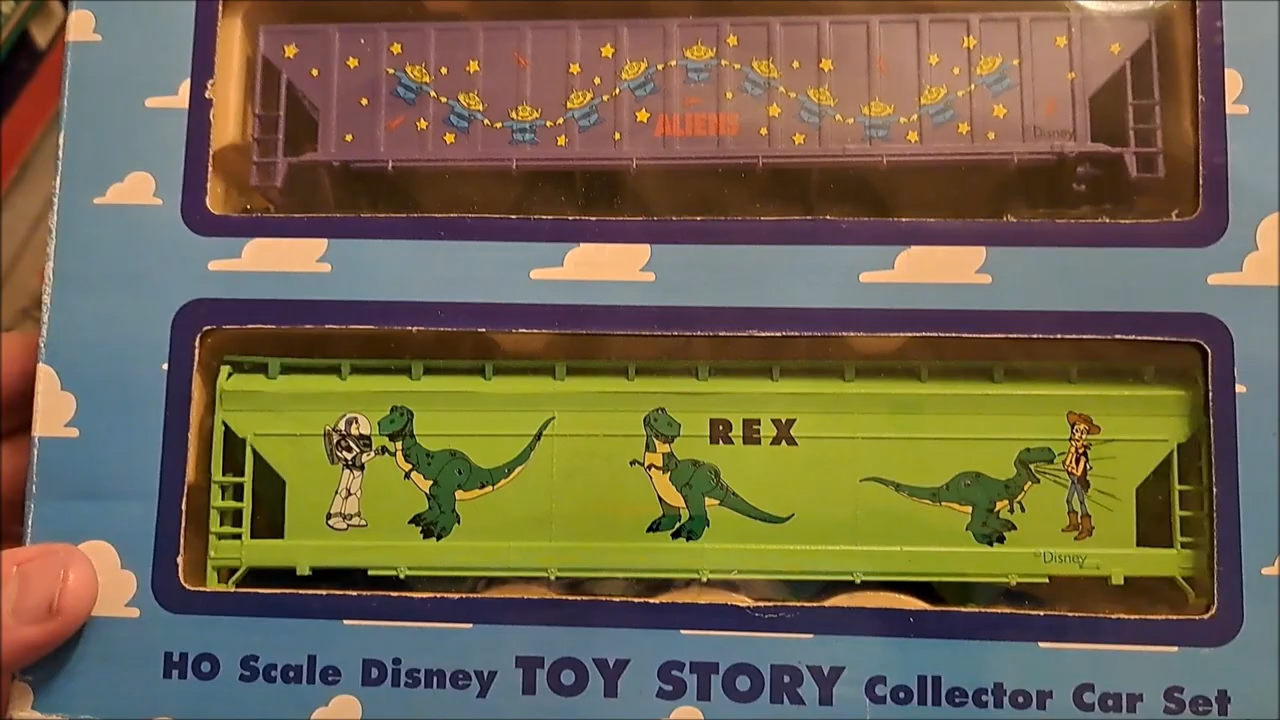 ALIENS
Disney
REX
©Disney
HO Scale Disney TOY STORY Collector Car Set